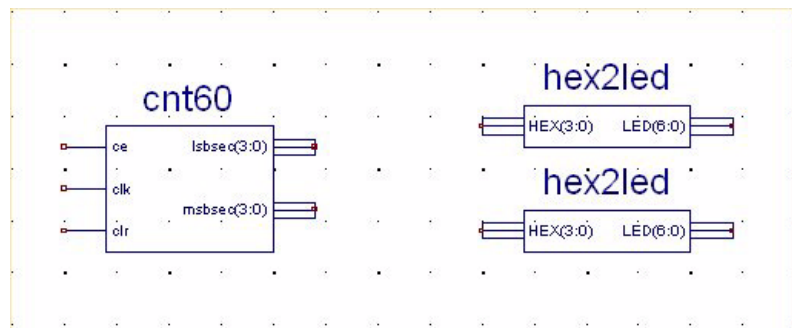 cnt60
ce lsbsec(3:0)
clk
msbsec(3:0)
clr
hex2led
HEX(3:0) LED(6:0)
hex2led
HEX(3:0) LED(6:0)